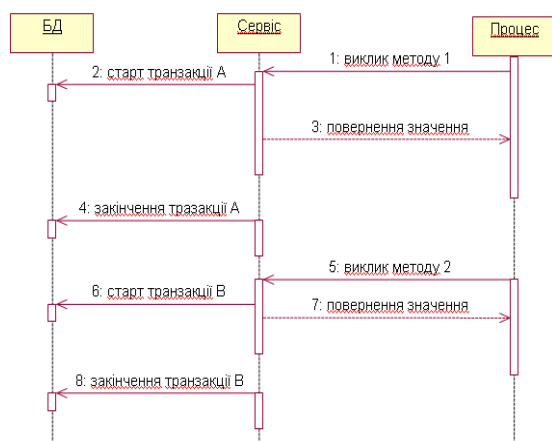 БД
Сервіс
Процес
1: виклик методу 1
2: старт транзакції А
3: повернення значення
4: закінчення тразакції А
5: виклик методу 2
6: старт транзакції В
7: повернення значення
8: закінчення транзакції В